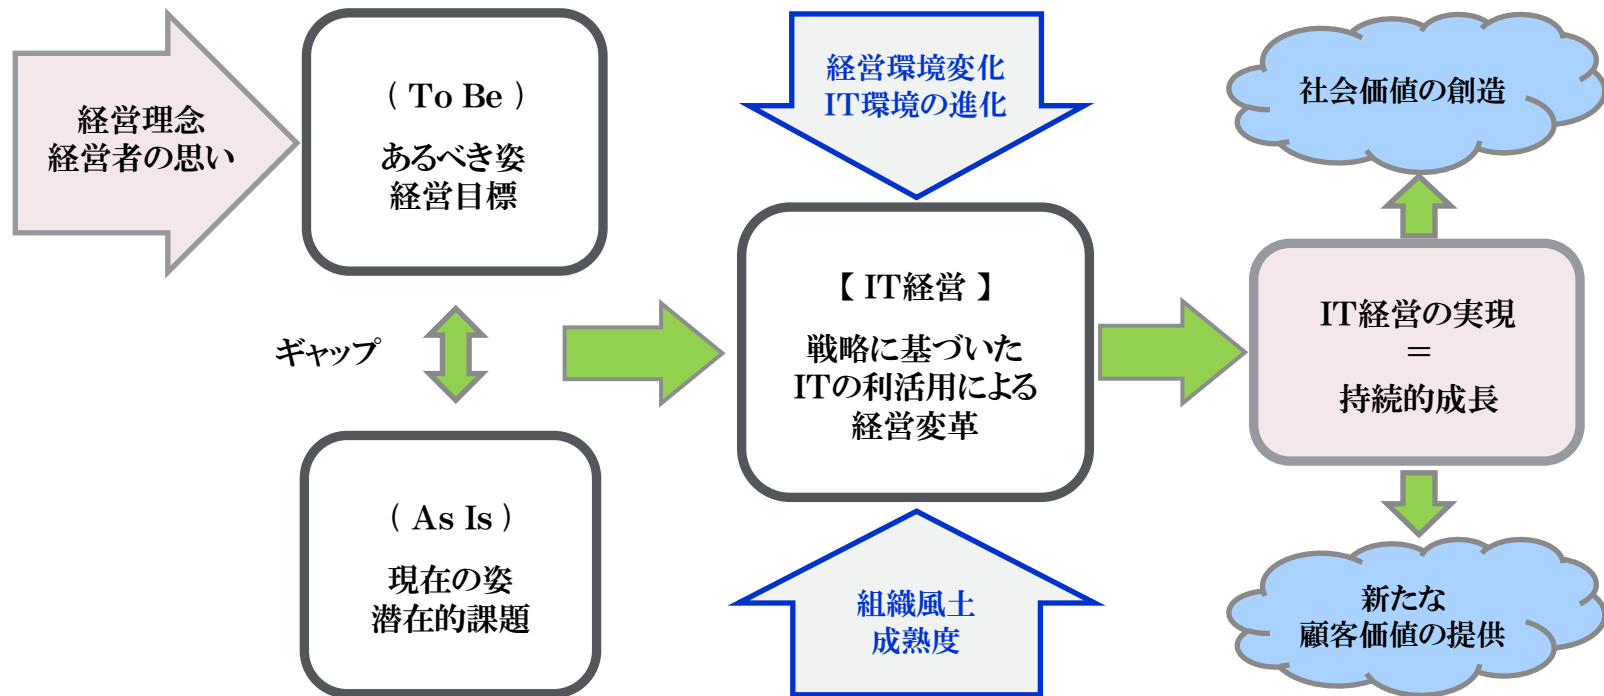 経営理念
経営者の思い
( To Be )
あるべき姿
経営目標
ギャップ
( As Is )
現在の姿
潜在的課題
経営環境変化
IT環境の進化
【 IT経営 】
戦略に基づいた
ITの利活用による
経営変革
組織風土
成熟度
社会価値の創造
IT経営の実現
=
持続的成長
新たな
顧客価値の提供